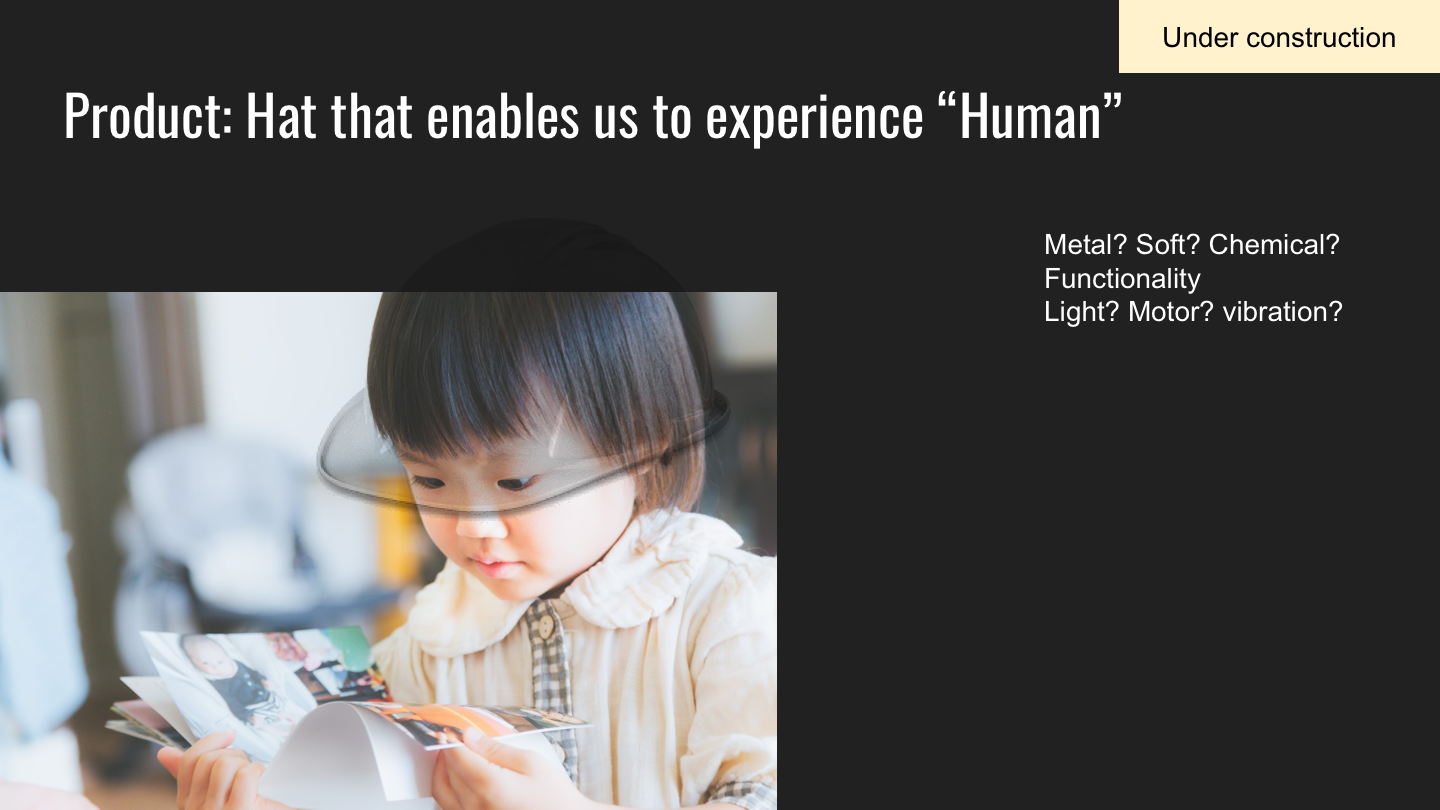 Under construction
Product: Hat that enables us to experience “Human”
Metal? Soft? Chemical?
Functionality
Light? Motor? vibration?